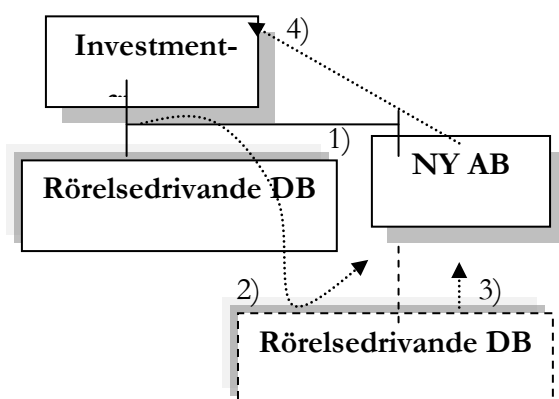 Investment-
4)
1)
Rörelsedrivande DB
NY AB
2)
3)
Rörelsedrivande DB